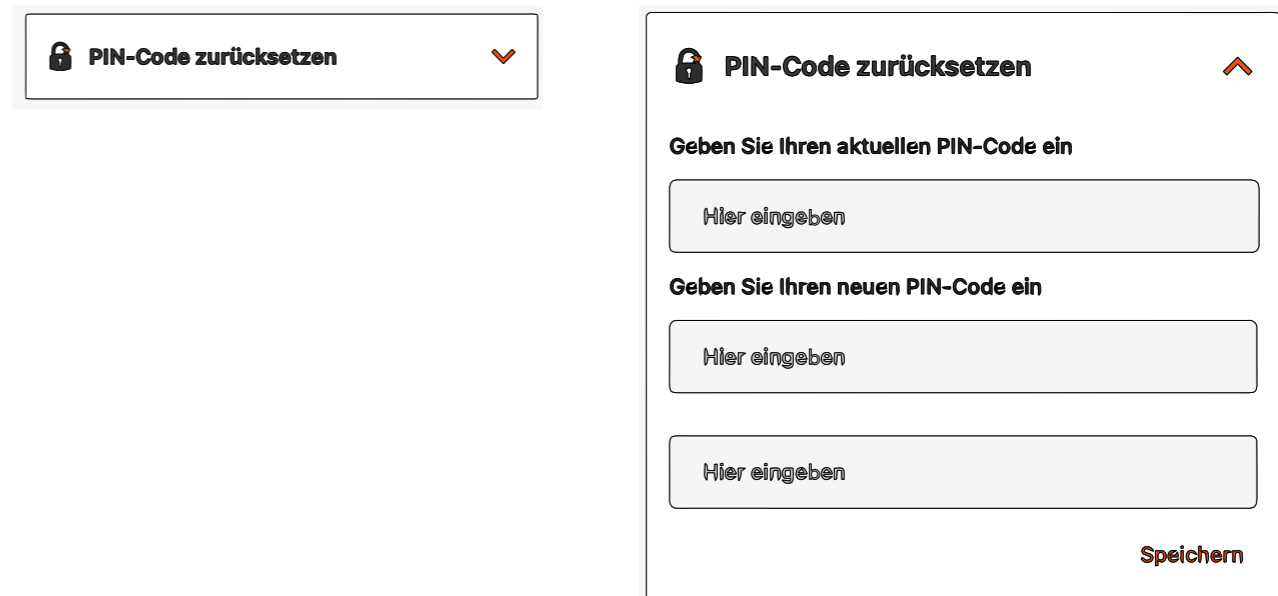 PIN-Code zurücksetzen
PIN-Code zurücksetzen
Geben Sie Ihren aktuellen PIN-Code ein
Hier eingeben
Geben Sie Ihren neuen PIN-Code ein
Hier eingeben
Hier eingeben
Speichern